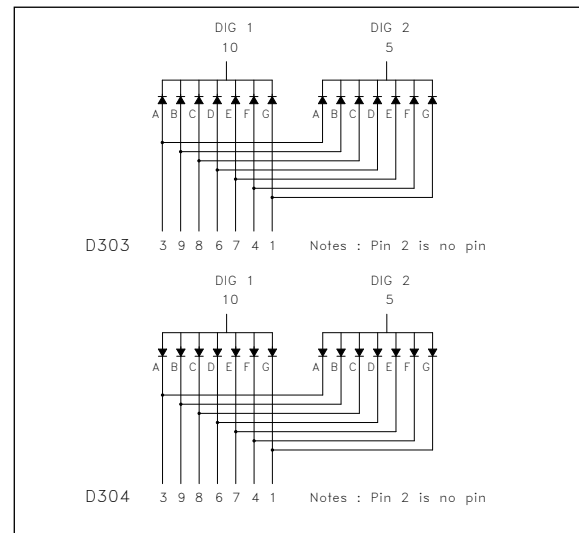 DIG 1 DIG 2
10 5
A B C D E F G A B C D E F G
D303 3 9 8 6 7 4 1 Notes : Pin 2 is no pin
DIG 1 DIG 2
10 5
A B C D E F G A B C D E F G
D304 3 9 8 6 7 4 1 Notes : Pin 2 is no pin